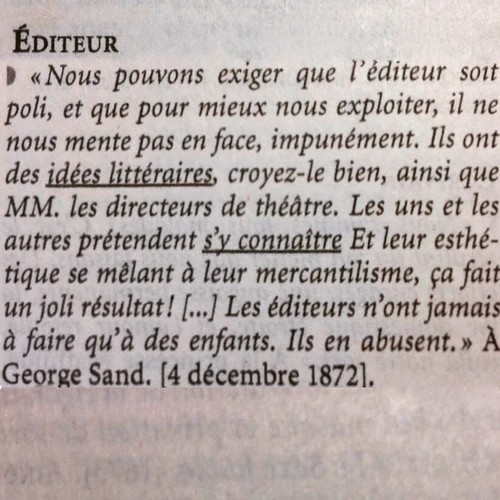 ÉDITEUR
« Nous pouvons exiger que l'éditeur soit
poli, et que pour mieux nous exploiter, il ne
nous mente pas en face, impunément. Ils ont
des idées littéraires, croyez-le bien, ainsi que
MM. les directeurs de théâtre. Les uns et les
autres prétendent s'y connaître Et leur esthé-
tique se mêlant à leur mercantilisme, ça fait
un joli résultat ! [...] Les éditeurs n'ont jamais
à faire qu'à des enfants. Ils en abusent. » À
George Sand. [4 décembre 1872].